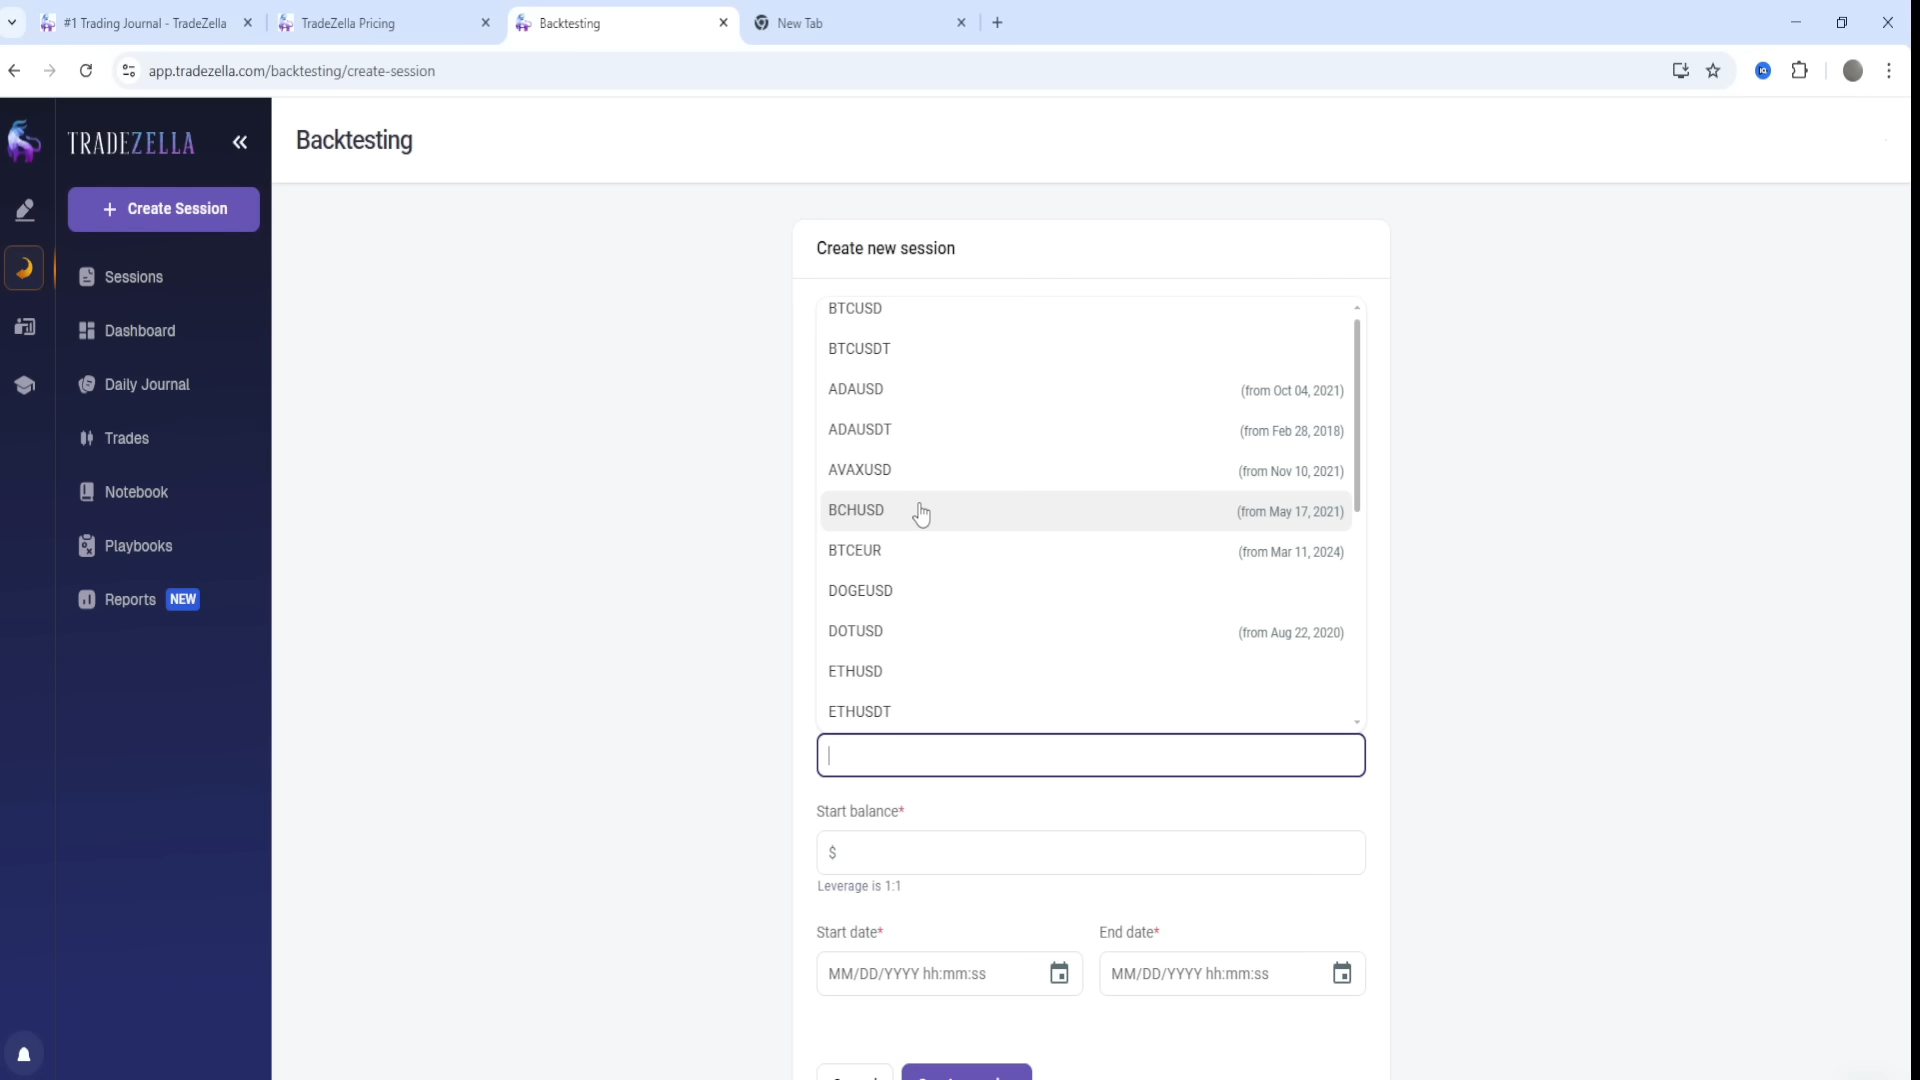 #1 Trading Journal - TradeZella
TradeZella Pricing
Backtesting
New Tab
app.tradezella.com/backtesting/create-session
TRADEZELLA
Backtesting
+ Create Session
Sessions
Dashboard
Daily Journal
Trades
Notebook
Playbooks
Reports NEW
Create new session
BTCUSD
BTCUSDT
ADAUSD (from Oct 04, 2021)
ADAUSDT (from Feb 28, 2018)
AVAXUSD (from Nov 10, 2021)
BCHUSD (from May 17, 2021)
BTCEUR (from Mar 11, 2024)
DOGEUSD
DOTUSD (from Aug 22, 2020)
ETHUSD
ETHUSDT
Start balance*
$
Leverage is 1:1
Start date* End date*
MM/DD/YYYY hh:mm:ss MM/DD/YYYY hh:mm:ss